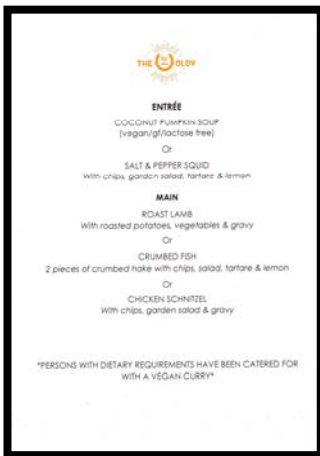 THE OLDY
ENTRÉE
COCONUT PUMPKIN SOUP
(vegan/gf/lactose free)
Or
SALT & PEPPER SQUID
With chips, garden salad, tartare & lemon
MAIN
ROAST LAMB
With roasted potatoes, vegetables & gravy
Or
CRUMBED FISH
2 pieces of crumbed hake with chips, salad, tartare & lemon
Or
CHICKEN SCHNITZEL
With chips, garden salad & gravy
*PERSONS WITH DIETARY REQUIREMENTS HAVE BEEN CATERED FOR
WITH A VEGAN CURRY*